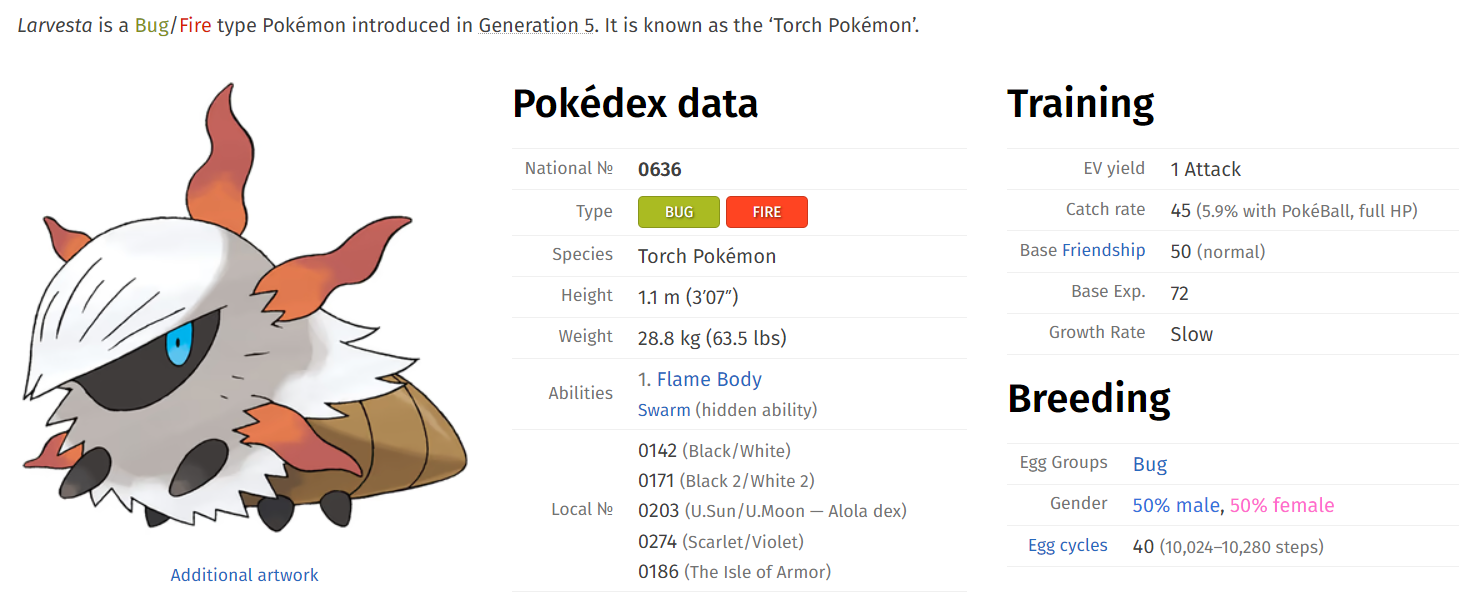 Larvesta is a Bug/Fire type Pokémon introduced in Generation 5. It is known as the ‘Torch Pokémon’.
Additional artwork
Pokédex data
National № 0636
Type BUG FIRE
Species Torch Pokémon
Height 1.1 m (3′07″)
Weight 28.8 kg (63.5 lbs)
Abilities 1. Flame Body
Swarm (hidden ability)
Local № 0142 (Black/White)
0171 (Black 2/White 2)
0203 (U.Sun/U.Moon — Alola dex)
0274 (Scarlet/Violet)
0186 (The Isle of Armor)
Training
EV yield 1 Attack
Catch rate 45 (5.9% with PokéBall, full HP)
Base Friendship 50 (normal)
Base Exp. 72
Growth Rate Slow
Breeding
Egg Groups Bug
Gender 50% male, 50% female
Egg cycles 40 (10,024–10,280 steps)